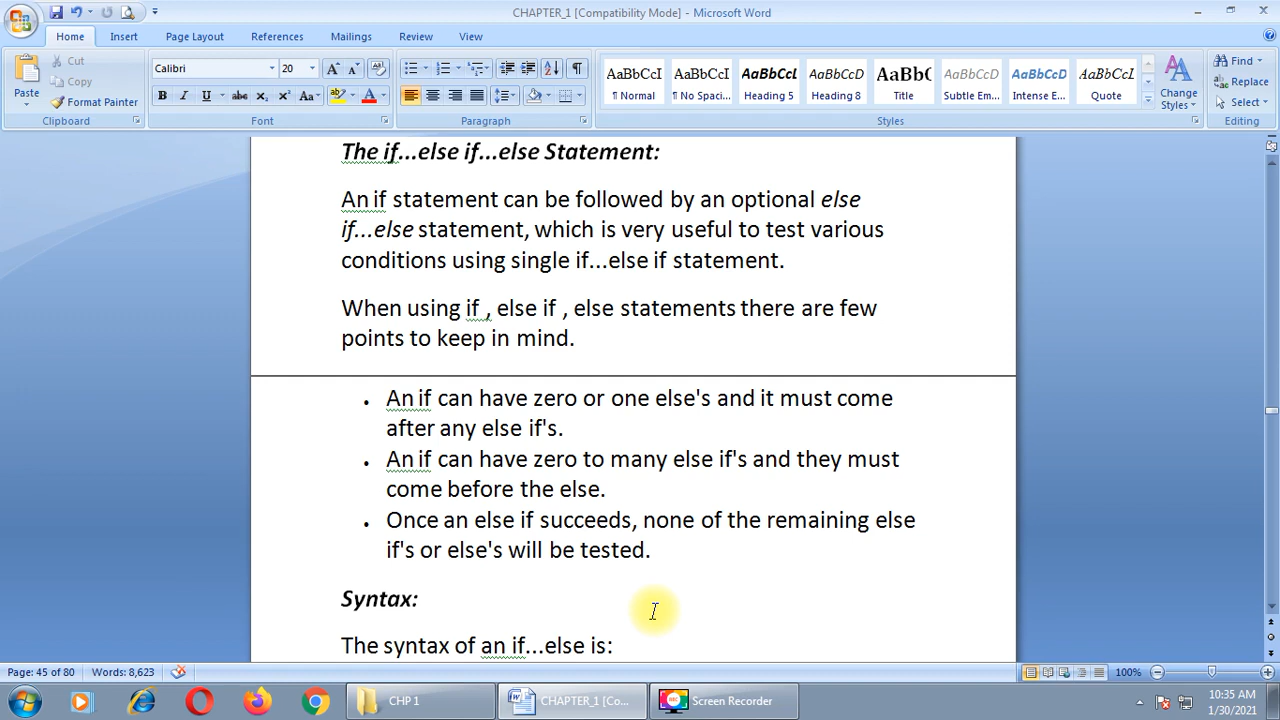 CHAPTER_1 [Compatibility Mode] - Microsoft Word
Home Insert Page Layout References Mailings Review View
Paste
Cut
Copy
Format Painter
Clipboard
Calibri 20
Font
Paragraph
AaBbCcI AaBbCcI AaBbCcL AaBbCcD AaBbC AaBbCcD AaBbCcD AaBbCcL
¶ Normal ¶ No Spaci... Heading 5 Heading 8 Title Subtle Em... Intense E... Quote
Change Styles
Styles
Find
Replace
Select
Editing
The if...else if...else Statement:
An if statement can be followed by an optional else
if...else statement, which is very useful to test various
conditions using single if...else if statement.
When using if , else if , else statements there are few
points to keep in mind.
• An if can have zero or one else's and it must come
after any else if's.
• An if can have zero to many else if's and they must
come before the else.
• Once an else if succeeds, none of the remaining else
if's or else's will be tested.
Syntax:
The syntax of an if...else is:
Page: 45 of 80 Words: 8,623 100%
CHP 1 CHAPTER_1 [Co... Screen Recorder
10:35 AM
1/30/2021